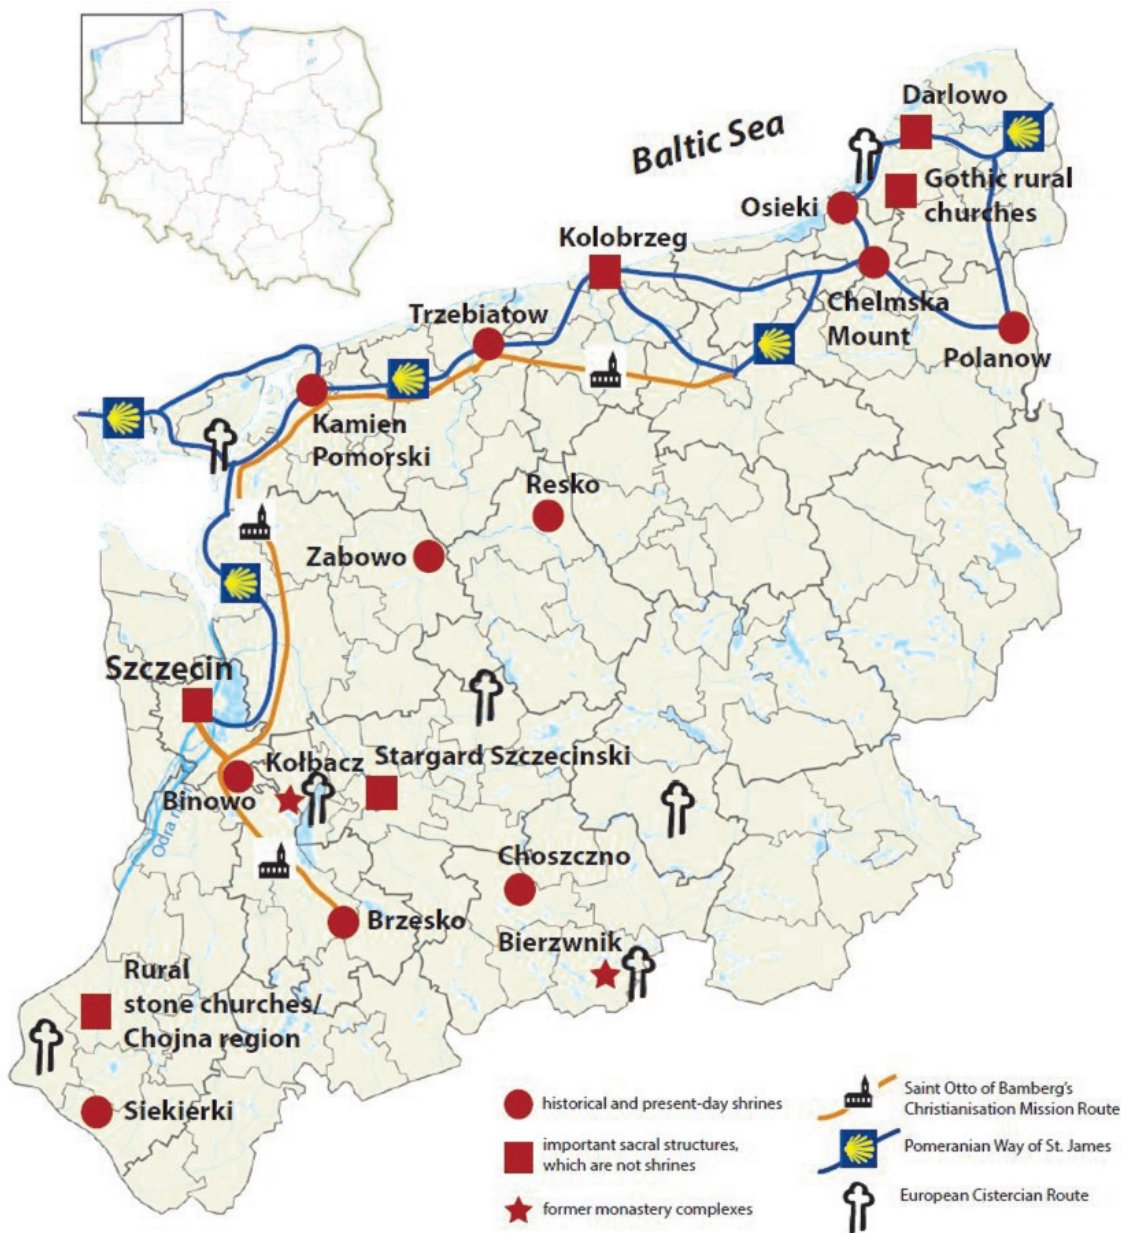 Darlowo
Baltic Sea
Gothic rural
churches
Osieki
Kolobrzeg
Chelmska
Mount
Trzebiatow
Polanow
Kamien
Pomorski
Resko
Zabowo
Szczecin
Kołbacz
Stargard Szczecinski
Binowo
Odra r
Choszczno
Brzesko
Bierzwnik
Rural
stone churches/
Chojna region
Siekierki
historical and present-day shrines
important sacral structures,
which are not shrines
former monastery complexes
Saint Otto of Bamberg's
Christianisation Mission Route
Pomeranian Way of St. James
European Cistercian Route